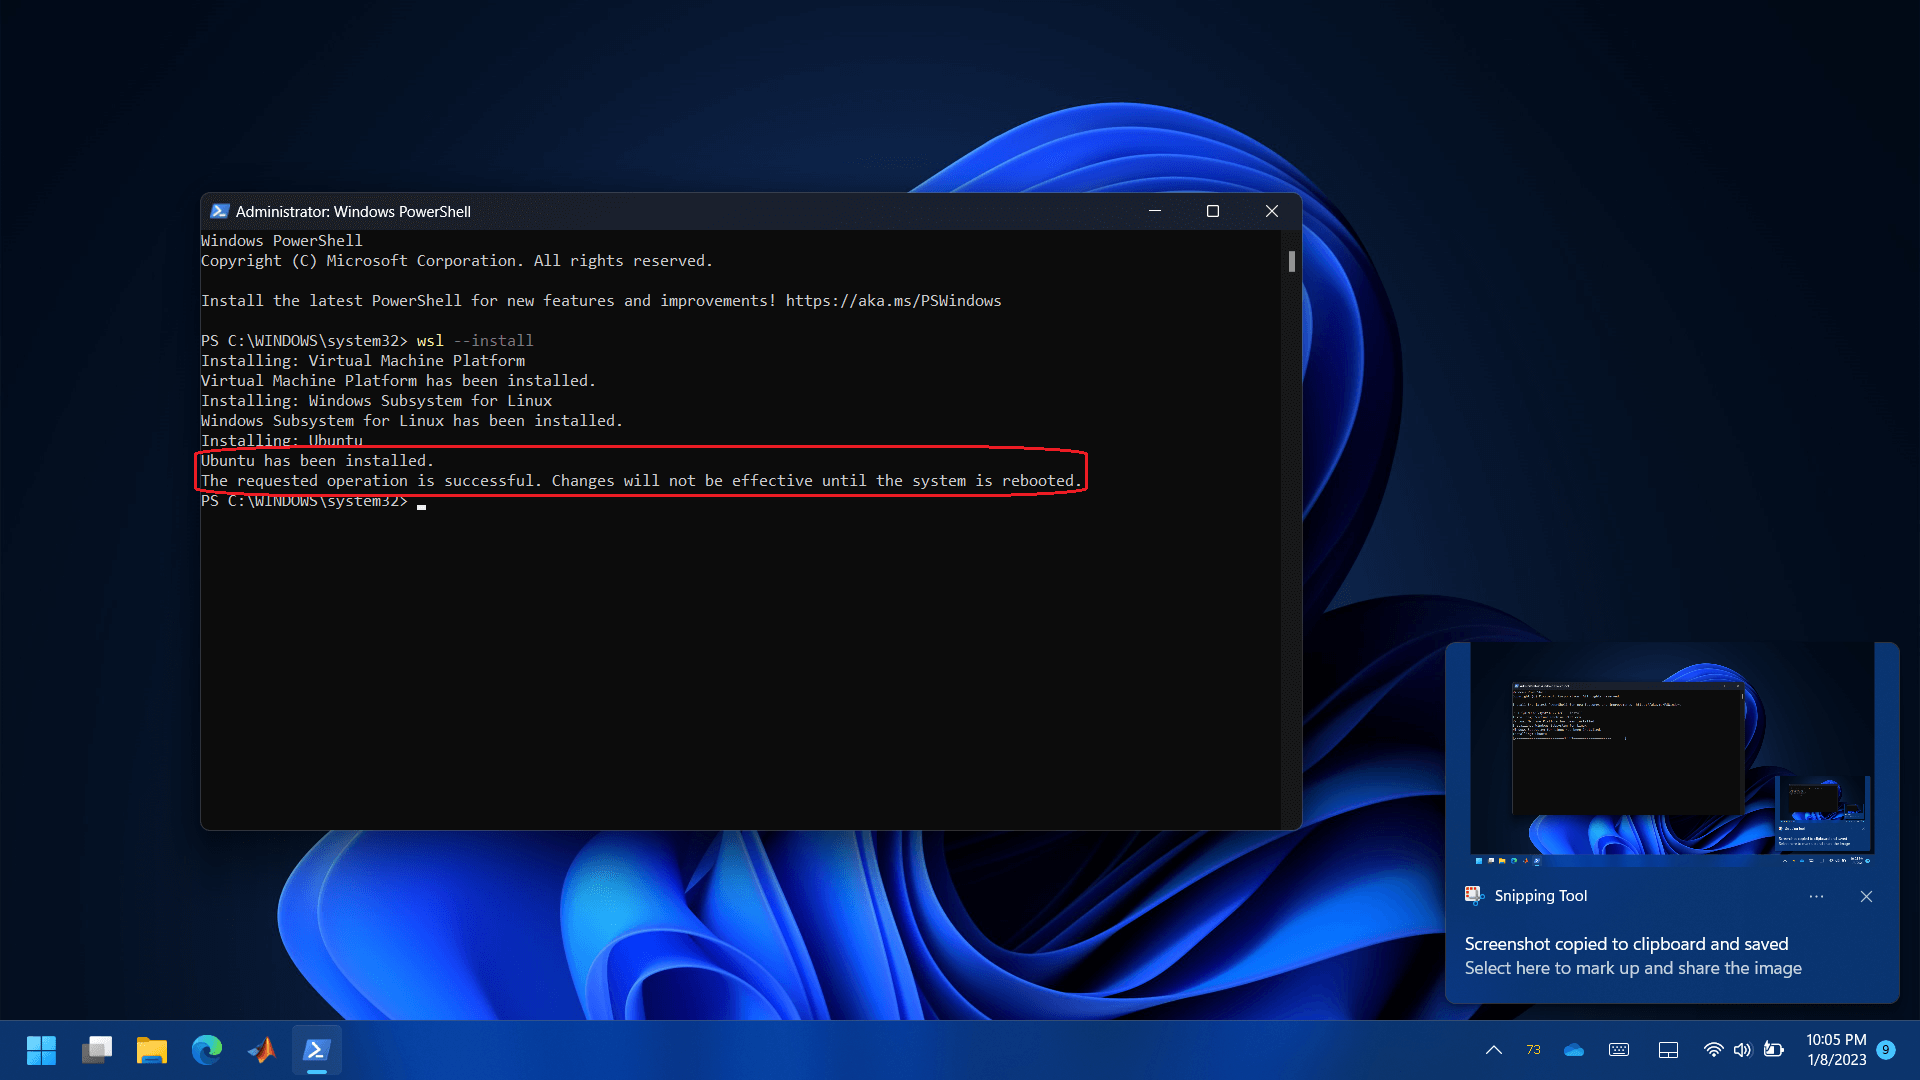 Administrator: Windows PowerShell
Windows PowerShell
Copyright (C) Microsoft Corporation. All rights reserved.
Install the latest PowerShell for new features and improvements! https://aka.ms/PSWindows
PS C:\WINDOWS\system32> wsl --install
Installing: Virtual Machine Platform
Virtual Machine Platform has been installed.
Installing: Windows Subsystem for Linux
Windows Subsystem for Linux has been installed.
Installing: Ubuntu
Ubuntu has been installed.
The requested operation is successful. Changes will not be effective until the system is rebooted.
PS C:\WINDOWS\system32>
Snipping Tool
Screenshot copied to clipboard and saved
Select here to mark up and share the image
73
10:05 PM
1/8/2023
9